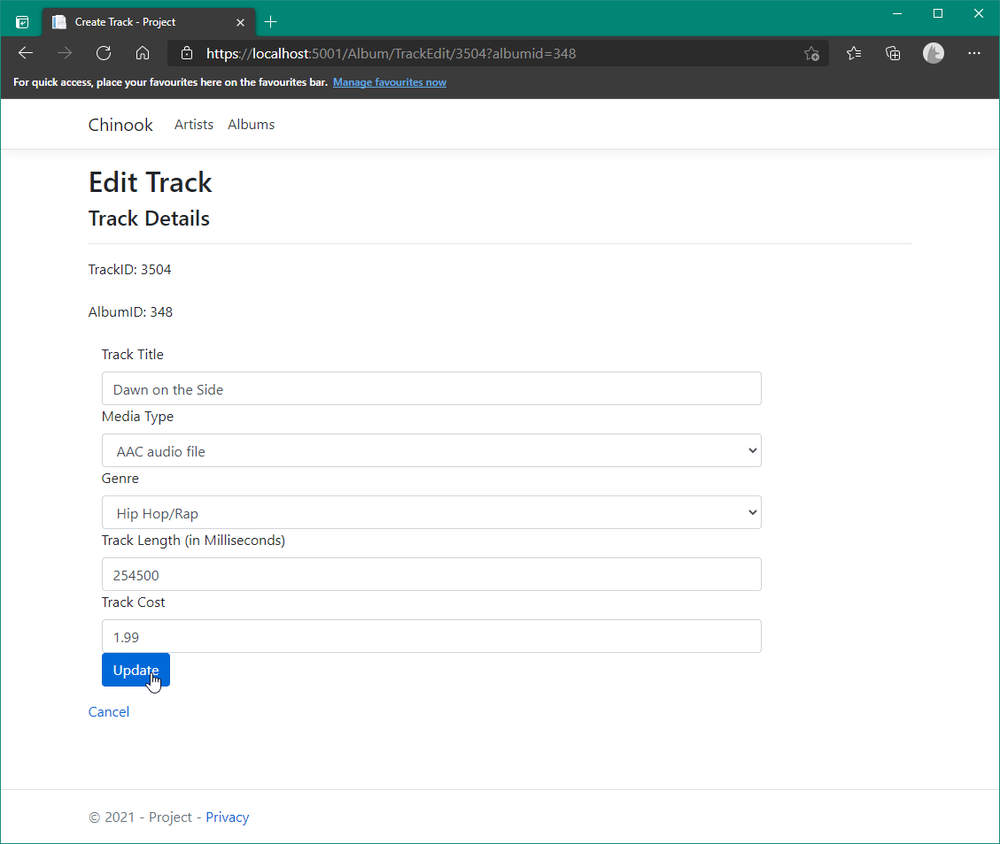 Create Track - Project
https://localhost:5001/Album/TrackEdit/3504?albumid=348
For quick access, place your favourites here on the favourites bar. Manage favourites now
Chinook Artists Albums
Edit Track
Track Details
TrackID: 3504
AlbumID: 348
Track Title
Dawn on the Side
Media Type
AAC audio file
Genre
Hip Hop/Rap
Track Length (in Milliseconds)
254500
Track Cost
1.99
Update
Cancel
© 2021 - Project - Privacy